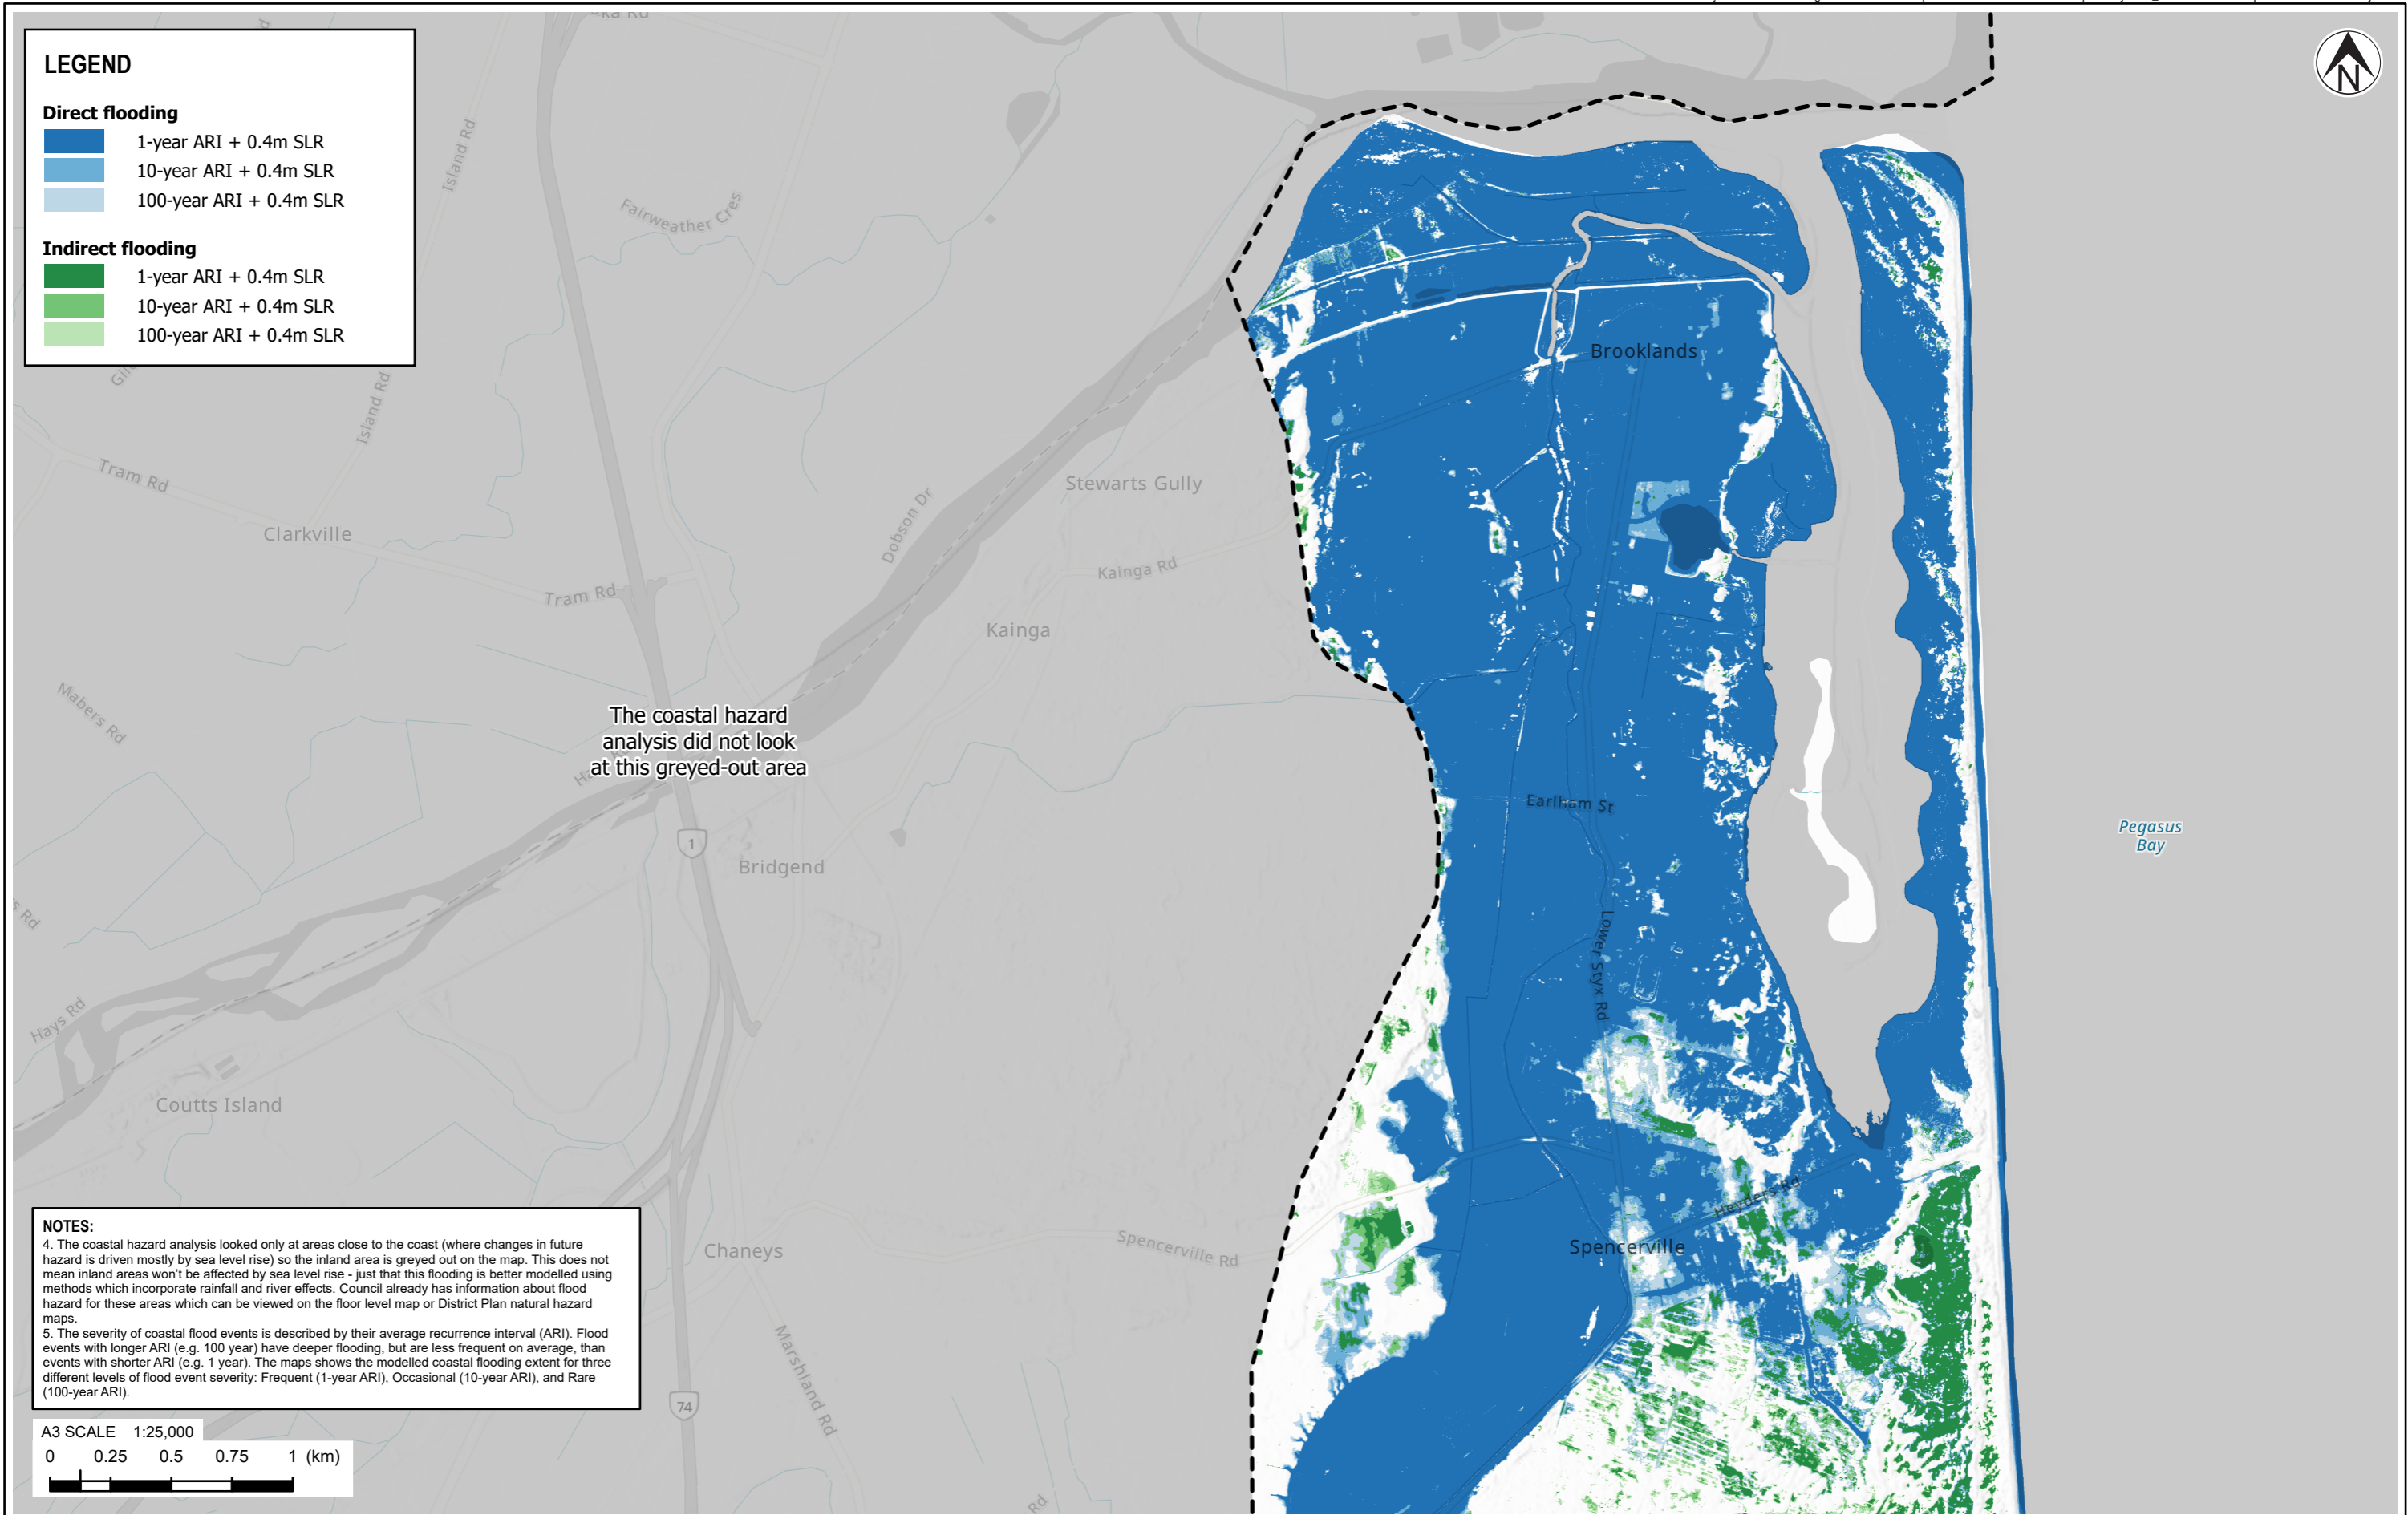 LEGEND
Direct flooding
1-year ARI + 0.4m SLR
10-year ARI + 0.4m SLR
100-year ARI + 0.4m SLR
Indirect flooding
1-year ARI + 0.4m SLR
10-year ARI + 0.4m SLR
100-year ARI + 0.4m SLR
N
Island Rd
Fairweather Cres
Island Rd
Brooklands
Tram Rd
Stewarts Gully
Clarkville
Dobson Dr
Kainga Rd
Tram Rd
Kainga
Mabers Rd
The coastal hazard
analysis did not look
at this greyed-out area
Earlham St
Pegasus
Bay
1
Bridgend
Rd
Lower Styx Rd
Hays Rd
Coutts Island
Heyders Rd
Chaneys
Spencerville Rd
Spencerville
Marshland Rd
74
Rd
NOTES:
4. The coastal hazard analysis looked only at areas close to the coast (where changes in future
hazard is driven mostly by sea level rise) so the inland area is greyed out on the map. This does not
mean inland areas won't be affected by sea level rise - just that this flooding is better modelled using
methods which incorporate rainfall and river effects. Council already has information about flood
hazard for these areas which can be viewed on the floor level map or District Plan natural hazard
maps.
5. The severity of coastal flood events is described by their average recurrence interval (ARI). Flood
events with longer ARI (e.g. 100 year) have deeper flooding, but are less frequent on average, than
events with shorter ARI (e.g. 1 year). The maps shows the modelled coastal flooding extent for three
different levels of flood event severity: Frequent (1-year ARI), Occasional (10-year ARI), and Rare
(100-year ARI).
A3 SCALE 1:25,000
0 0.25 0.5 0.75 1 (km)